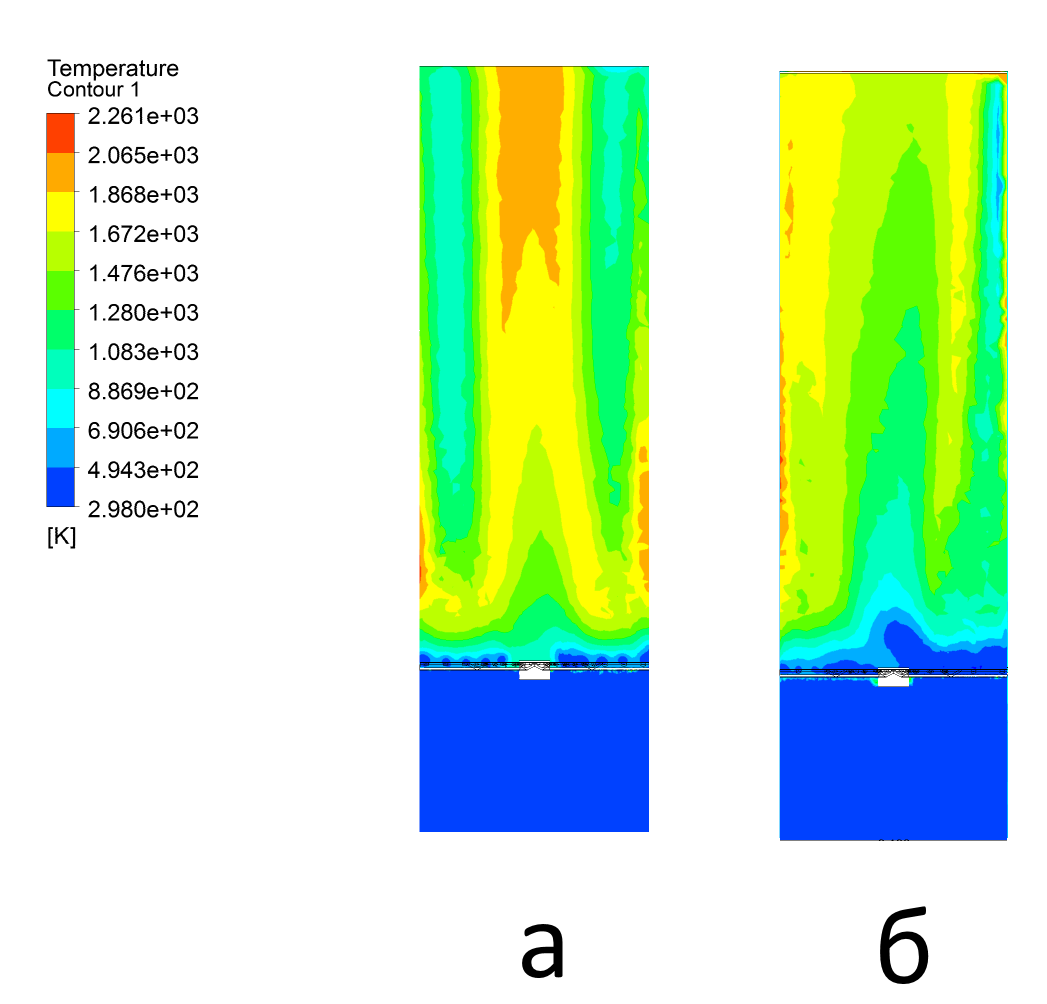 Temperature
Contour 1
2.261e+03
2.065e+03
1.868e+03
1.672e+03
1.476e+03
1.280e+03
1.083e+03
8.869e+02
6.906e+02
4.943e+02
2.980e+02
[K]
а
б